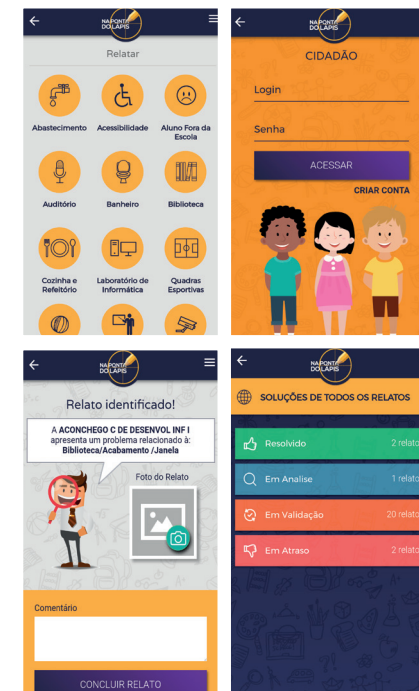 NA PONTA
DO LÁPIS
Relatar
Abastecimento
Acessibilidade
Aluno Fora da
Escola
Auditório
Banheiro
Biblioteca
Cozinha e
Refeitório
Laboratório de
Informática
Quadras
Esportivas
NA PONTA
DO LÁPIS
CIDADÃO
Login
Senha
ACESSAR
CRIAR CONTA
NA PONTA
DO LÁPIS
Relato identificado!
A ACONCHEGO C DE DESENVOL INF I
apresenta um problema relacionado à:
Biblioteca/Acabamento /Janela
Foto do Relato
Comentário
CONCLUIR RELATO
NA PONTA
DO LÁPIS
SOLUÇÕES DE TODOS OS RELATOS
Resolvido 2 relato
Em Analise 1 relato
Em Validação 20 relato
Em Atraso 2 relato